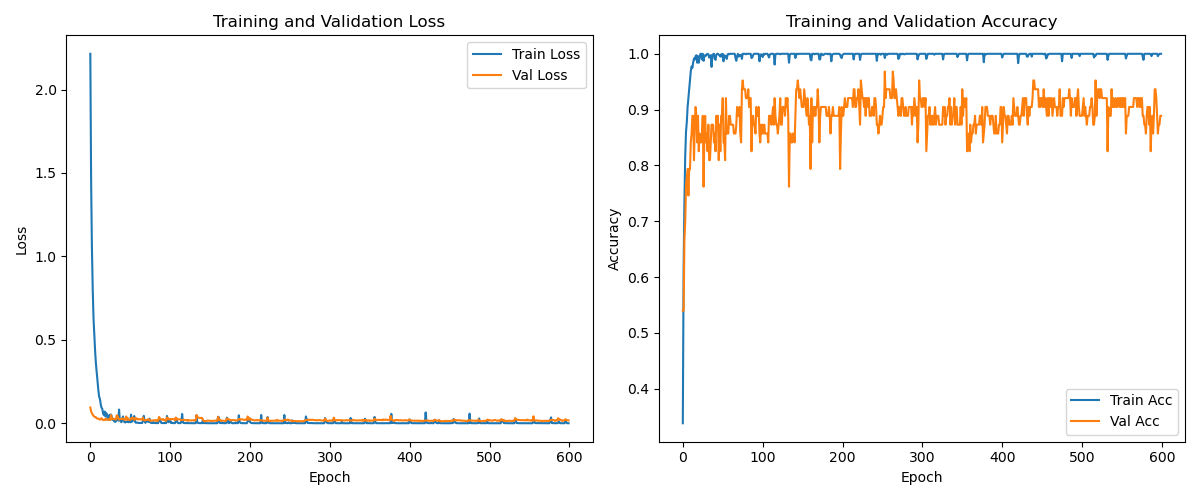 Training and Validation Loss
Train Loss
Val Loss
2.0
1.5
1.0
0.5
0.0
Loss
0 100 200 300 400 500 600
Epoch
Training and Validation Accuracy
1.0
0.9
0.8
0.7
0.6
0.5
0.4
Accuracy
Train Acc
Val Acc
0 100 200 300 400 500 600
Epoch